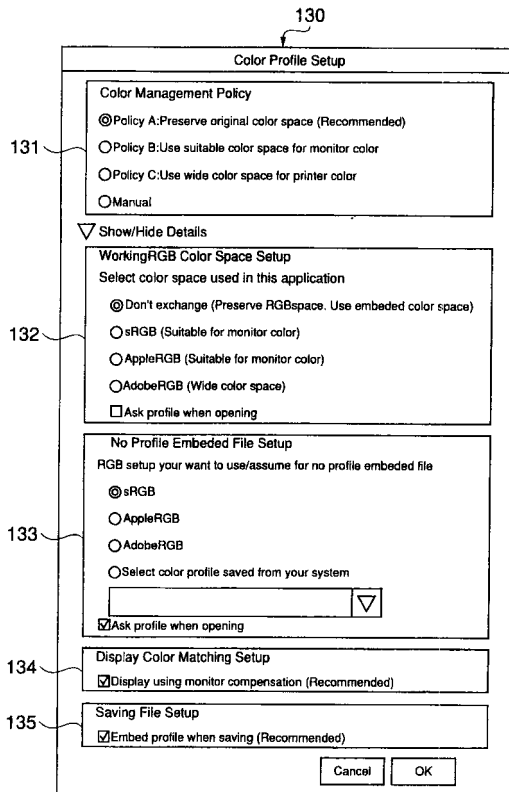 130
Color Profile Setup
Color Management Policy
Policy A:Preserve original color space (Recommended)
131
Policy B:Use suitable color space for monitor color
Policy C:Use wide color space for printer color
Manual
Show/Hide Details
WorkingRGB Color Space Setup
Select color space used in this application
Don't exchange (Preserve RGBspace. Use embeded color space)
132
sRGB (Suitable for monitor color)
AppleRGB (Suitable for monitor color)
AdobeRGB (Wide color space)
Ask profile when opening
No Profile Embeded File Setup
RGB setup your want to use/assume for no profile embeded file
sRGB
AppleRGB
133
AdobeRGB
Select color profile saved from your system
Ask profile when opening
Display Color Matching Setup
134
Display using monitor compensation (Recommended)
Saving File Setup
135
Embed profile when saving (Recommended)
Cancel OK